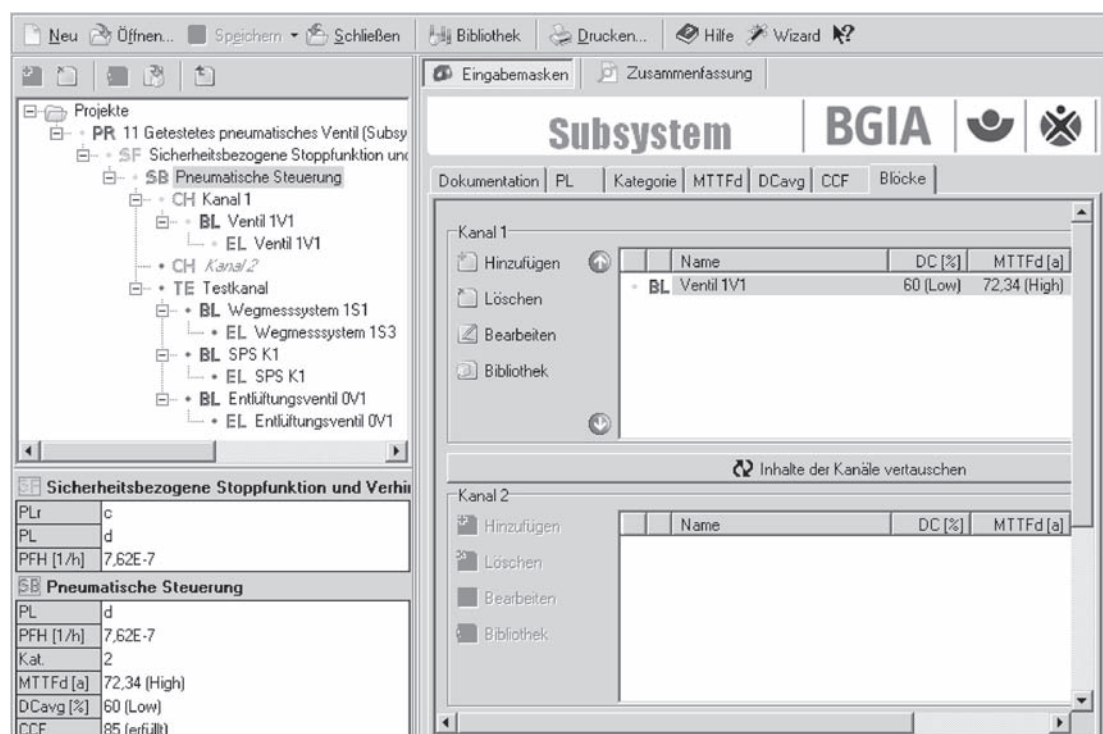 Neu Öffnen... Speichern Schließen Bibliothek Drucken... Hilfe Wizard
Eingabemasken Zusammenfassung
Projekte
PR 11 Getestetes pneumatisches Ventil (Subsy
SF Sicherheitsbezogene Stoppfunktion und
SB Pneumatische Steuerung
CH Kanal 1
BL Ventil 1V1
EL Ventil 1V1
CH Kanal 2
TE Testkanal
BL Wegmesssystem 1S1
EL Wegmesssystem 1S3
BL SPS K1
EL SPS K1
BL Entlüftungsventil 0V1
EL Entlüftungsventil 0V1
SF Sicherheitsbezogene Stoppfunktion und Verhin
PLr c
PL d
PFH [1/h] 7,62E-7
SB Pneumatische Steuerung
PL d
PFH [1/h] 7,62E-7
Kat. 2
MTTFd [a] 72,34 (High)
DCavg [%] 60 (Low)
CCF 85 (erfüllt)
Subsystem BGIA
Dokumentation PL Kategorie MTTFd DCavg CCF Blöcke
Kanal 1
Hinzufügen
Löschen
Bearbeiten
Bibliothek
Name DC [%] MTTFd [a]
BL Ventil 1V1 60 (Low) 72,34 (High)
Inhalte der Kanäle vertauschen
Kanal 2
Hinzufügen
Löschen
Bearbeiten
Bibliothek
Name DC [%] MTTFd [a]